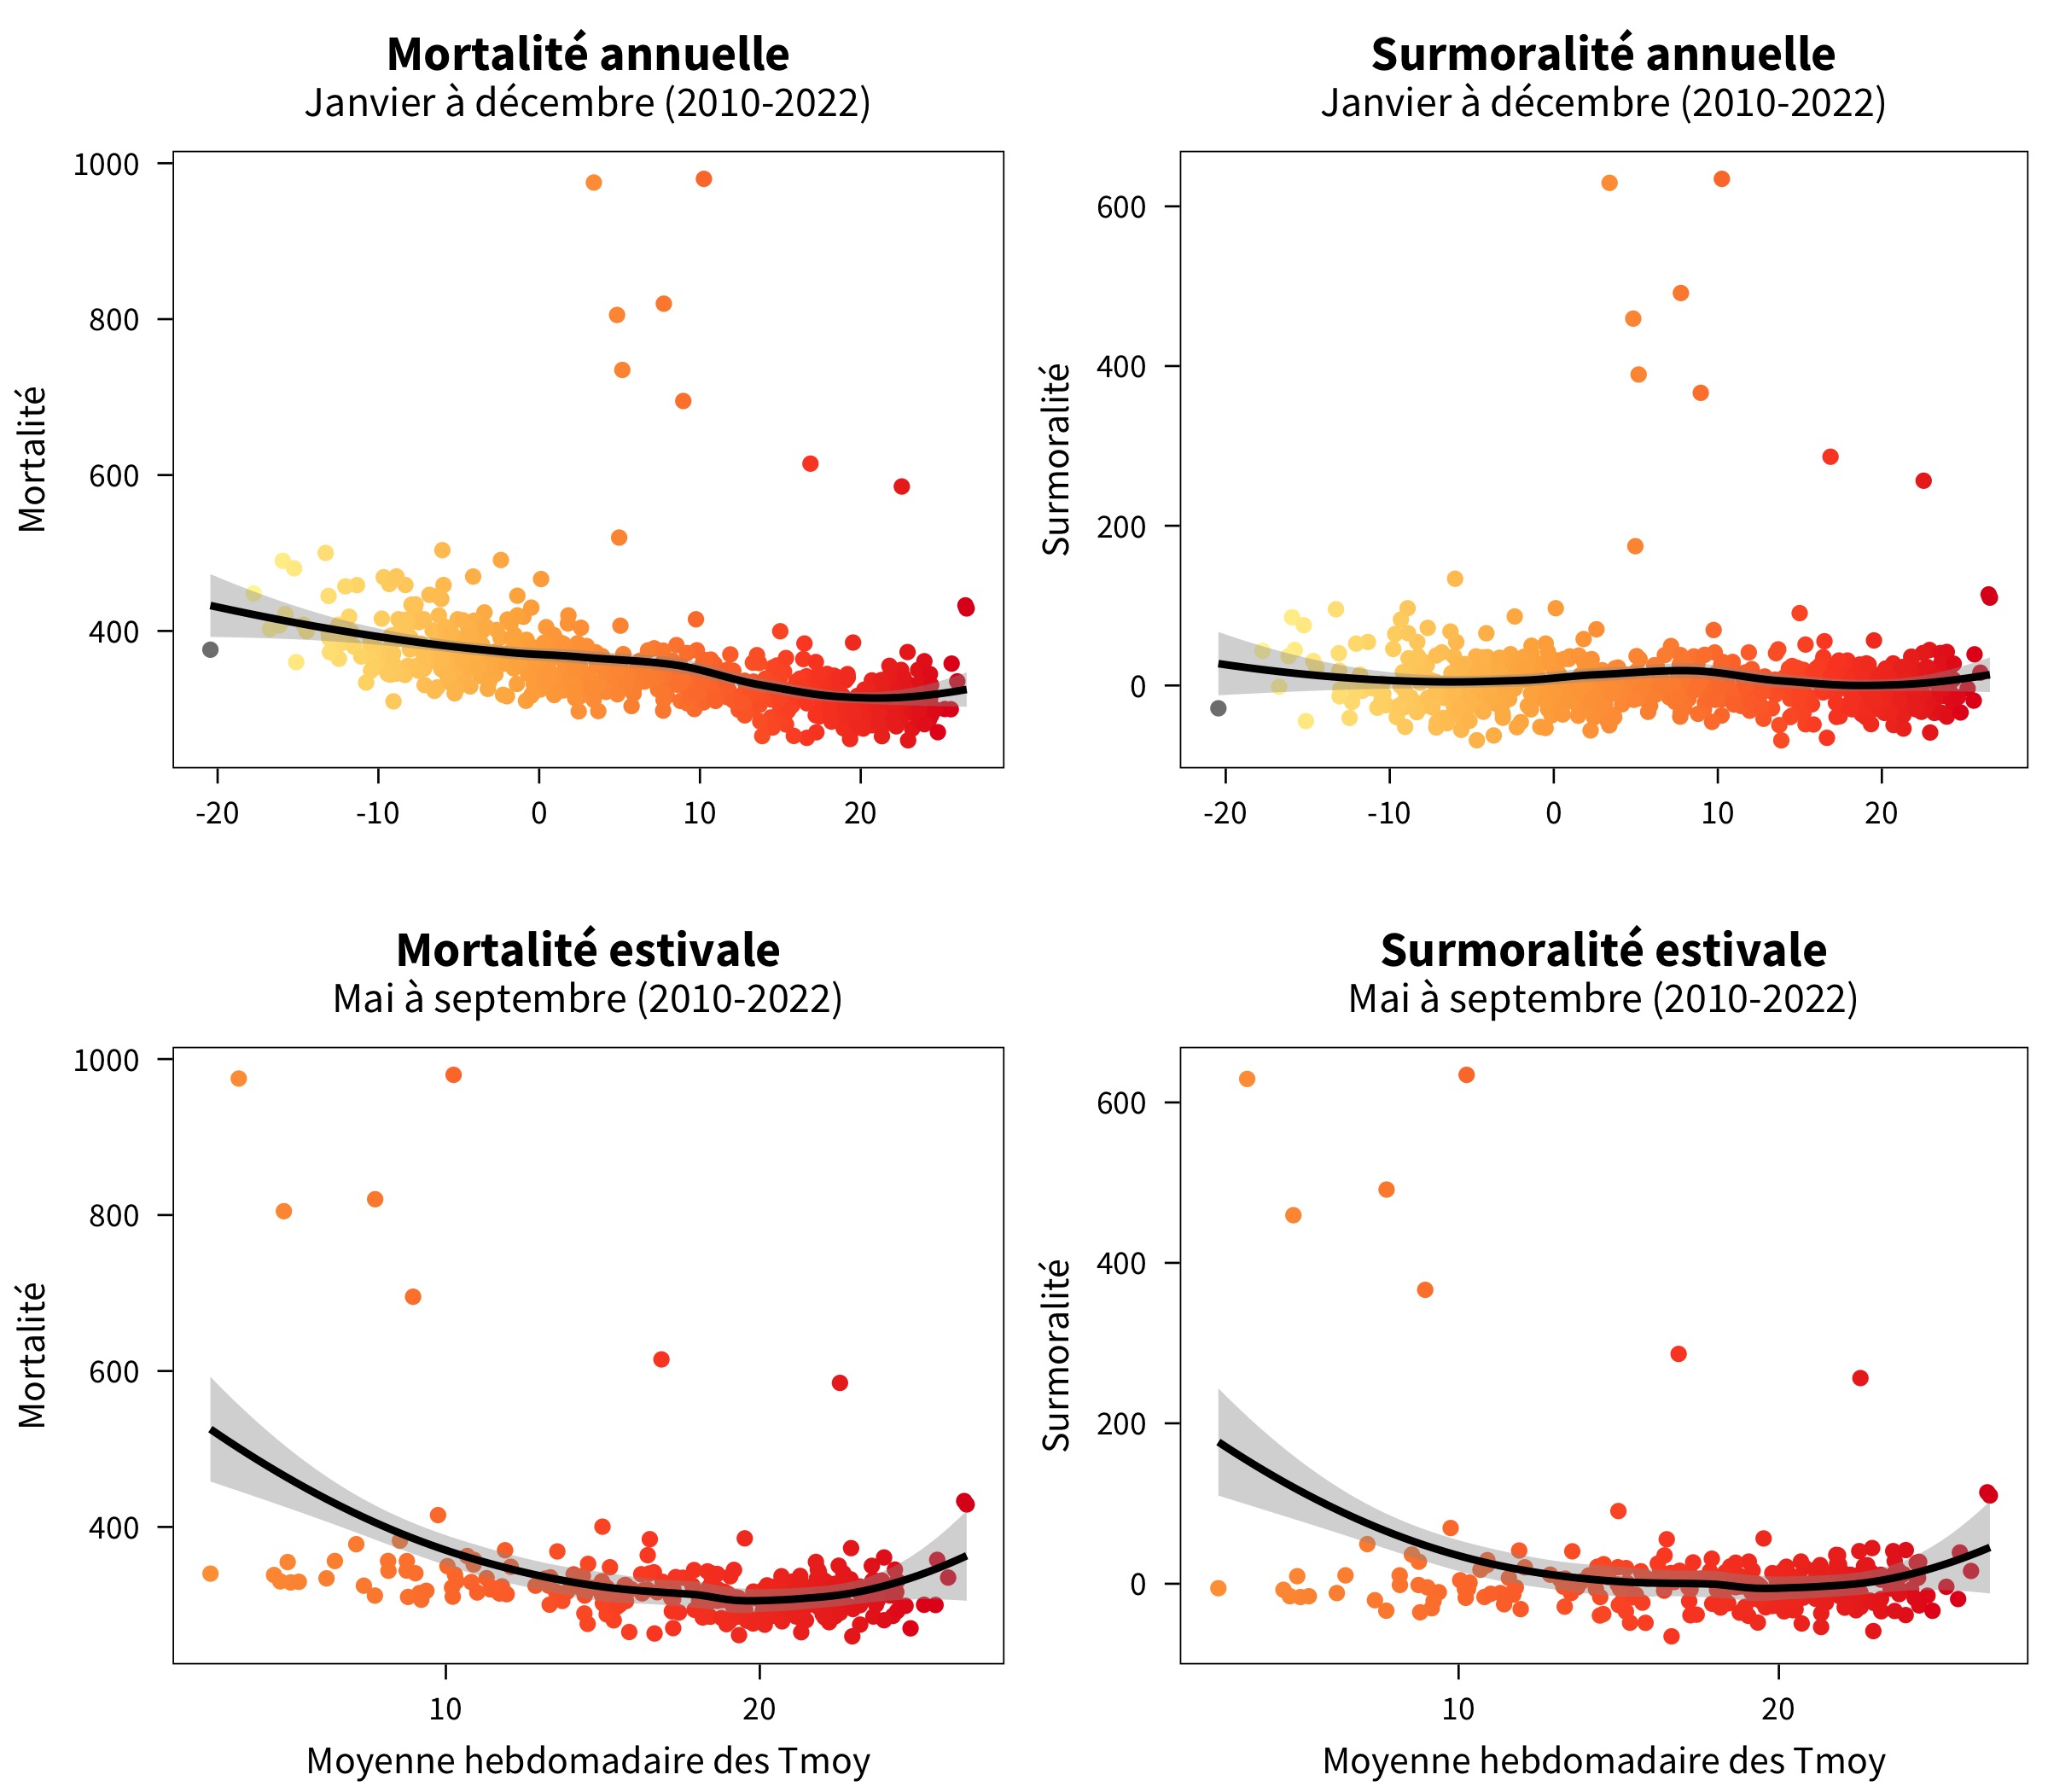 Mortalité annuelle
Janvier à décembre (2010-2022)
1000
800
600
400
Mortalité
-20 -10 0 10 20
Surmoralité annuelle
Janvier à décembre (2010-2022)
600
400
200
0
Surmoralité
-20 -10 0 10 20
Mortalité estivale
Mai à septembre (2010-2022)
1000
800
600
400
Mortalité
10 20
Moyenne hebdomadaire des Tmoy
Surmoralité estivale
Mai à septembre (2010-2022)
600
400
200
0
Surmoralité
10 20
Moyenne hebdomadaire des Tmoy